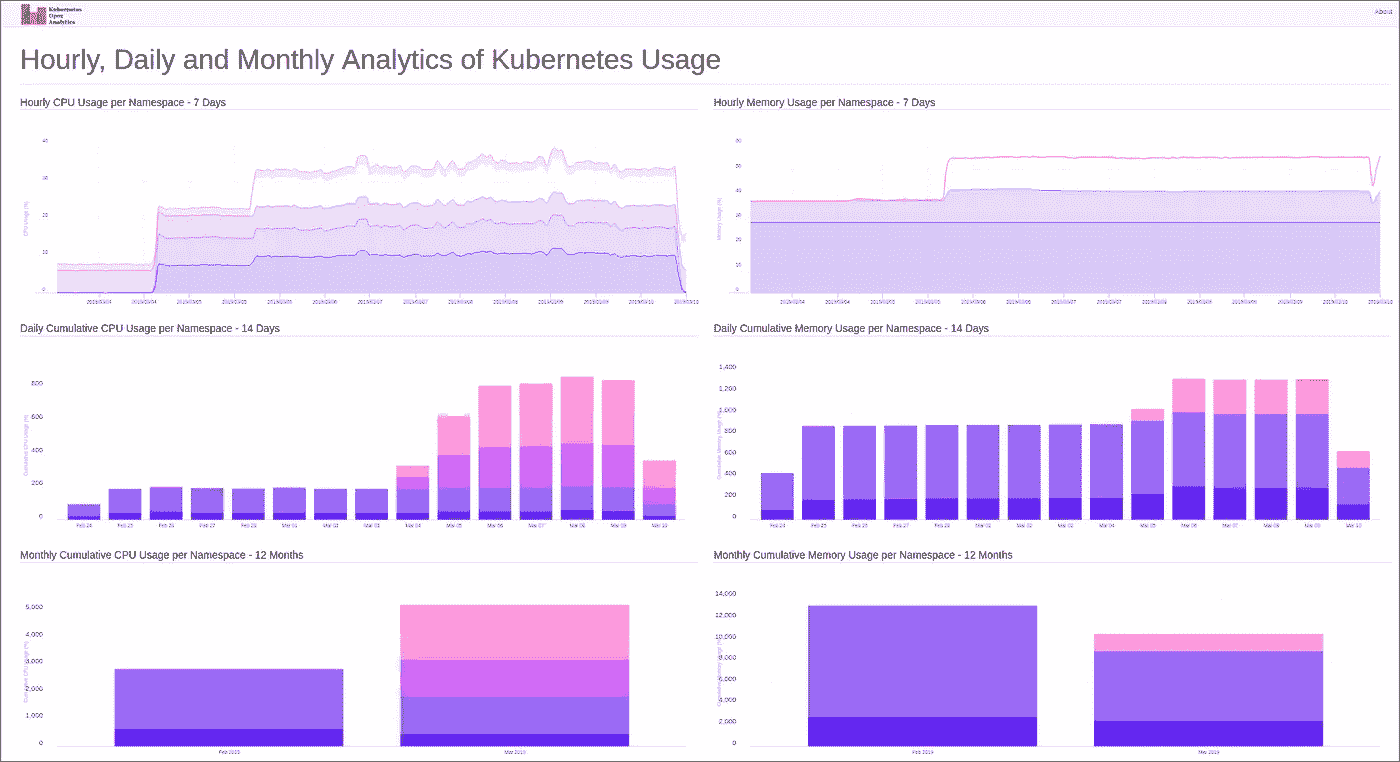 Kubernetes
Opex
Analytics
About
Hourly, Daily and Monthly Analytics of Kubernetes Usage
Hourly CPU Usage per Namespace - 7 Days
Hourly Memory Usage per Namespace - 7 Days
CPU Usage (%)
40
30
20
10
0
Memory Usage (%)
60
50
40
30
20
10
0
Daily Cumulative CPU Usage per Namespace - 14 Days
Daily Cumulative Memory Usage per Namespace - 14 Days
Cumulative CPU Usage (%)
800
600
400
200
0
Feb 24
Feb 25
Feb 26
Feb 27
Feb 28
Mar 01
Mar 02
Mar 03
Mar 04
Mar 05
Mar 06
Mar 07
Mar 08
Mar 09
Mar 10
Cumulative Memory Usage (%)
1,400
1,200
1,000
800
600
400
200
0
Feb 24
Feb 25
Feb 26
Feb 27
Feb 28
Mar 01
Mar 02
Mar 03
Mar 04
Mar 05
Mar 06
Mar 07
Mar 08
Mar 09
Mar 10
Monthly Cumulative CPU Usage per Namespace - 12 Months
Monthly Cumulative Memory Usage per Namespace - 12 Months
Cumulative CPU Usage (%)
5,000
4,000
3,000
2,000
1,000
0
Feb 2019
Mar 2019
Cumulative Memory Usage (%)
14,000
12,000
10,000
8,000
6,000
4,000
2,000
0
Feb 2019
Mar 2019